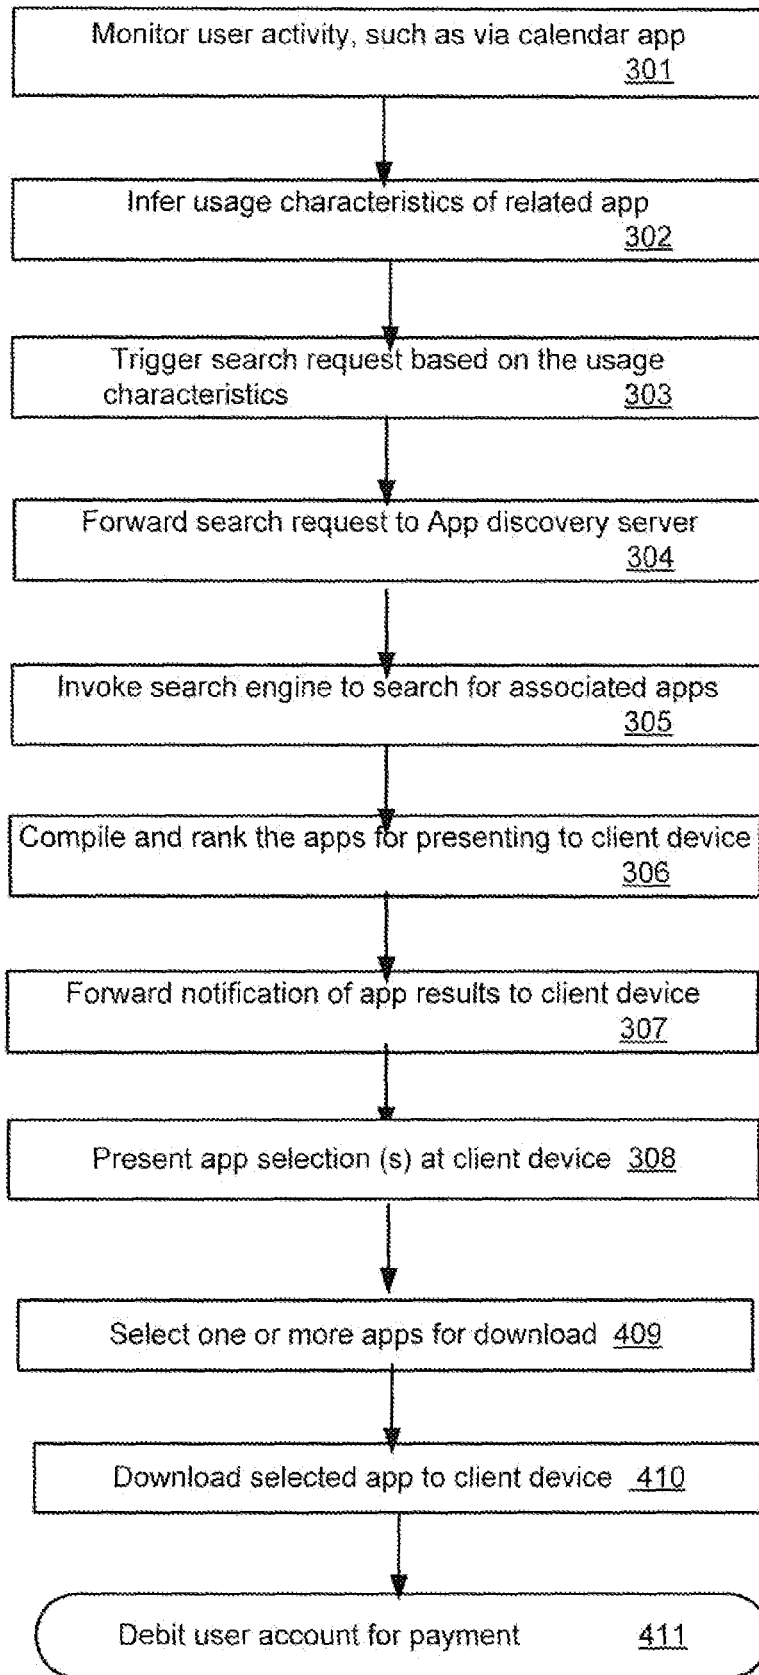 Monitor user activity, such as via calendar app
301
Infer usage characteristics of related app
302
Trigger search request based on the usage
characteristics 303
Forward search request to App discovery server
304
Invoke search engine to search for associated apps
305
Compile and rank the apps for presenting to client device
306
Forward notification of app results to client device
307
Present app selection (s) at client device 308
Select one or more apps for download 409
Download selected app to client device 410
Debit user account for payment 411